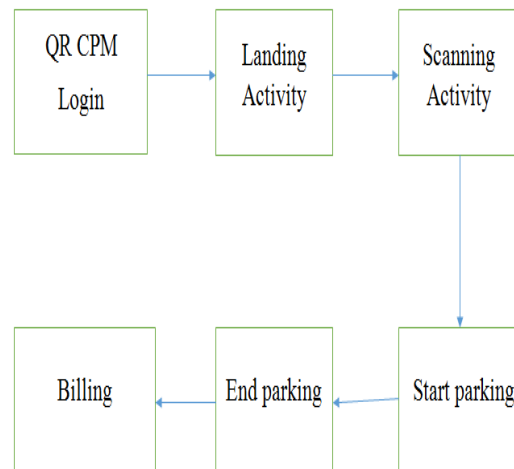 QR CPM
Login
Landing
Activity
Scanning
Activity
Billing
End parking
Start parking